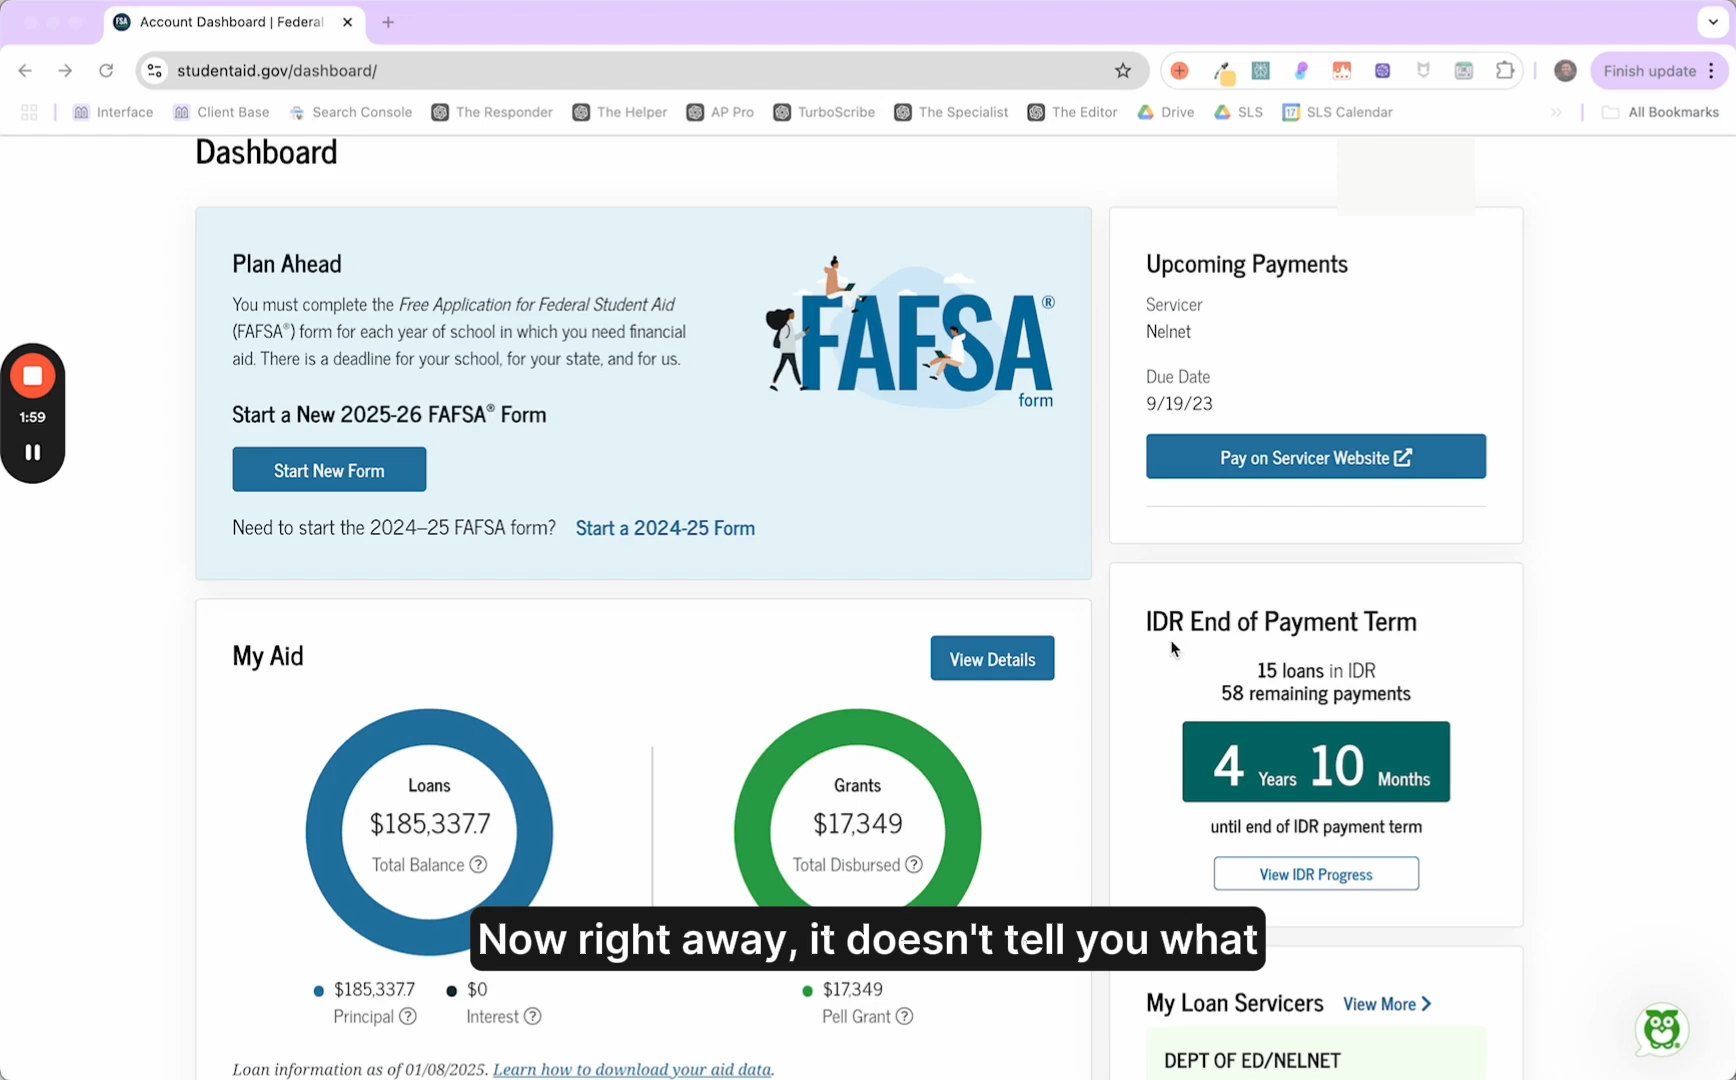 Account Dashboard | Federal
studentaid.gov/dashboard/
Finish update
Interface
Client Base
Search Console
The Responder
The Helper
AP Pro
TurboScribe
The Specialist
The Editor
Drive
SLS
SLS Calendar
All Bookmarks
Dashboard
Plan Ahead
You must complete the Free Application for Federal Student Aid
(FAFSA®) form for each year of school in which you need financial
aid. There is a deadline for your school, for your state, and for us.
FAFSA®
form
Start a New 2025-26 FAFSA® Form
Start New Form
Need to start the 2024–25 FAFSA form? Start a 2024-25 Form
Upcoming Payments
Servicer
Nelnet
Due Date
9/19/23
Pay on Servicer Website
1:59
My Aid
View Details
Loans
$185,337.7
Total Balance
Grants
$17,349
Total Disbursed
$185,337.7
Principal
$0
Interest
$17,349
Pell Grant
Loan information as of 01/08/2025. Learn how to download your aid data.
IDR End of Payment Term
15 loans in IDR
58 remaining payments
4 Years 10 Months
until end of IDR payment term
View IDR Progress
My Loan Servicers View More
DEPT OF ED/NELNET
Now right away, it doesn't tell you what